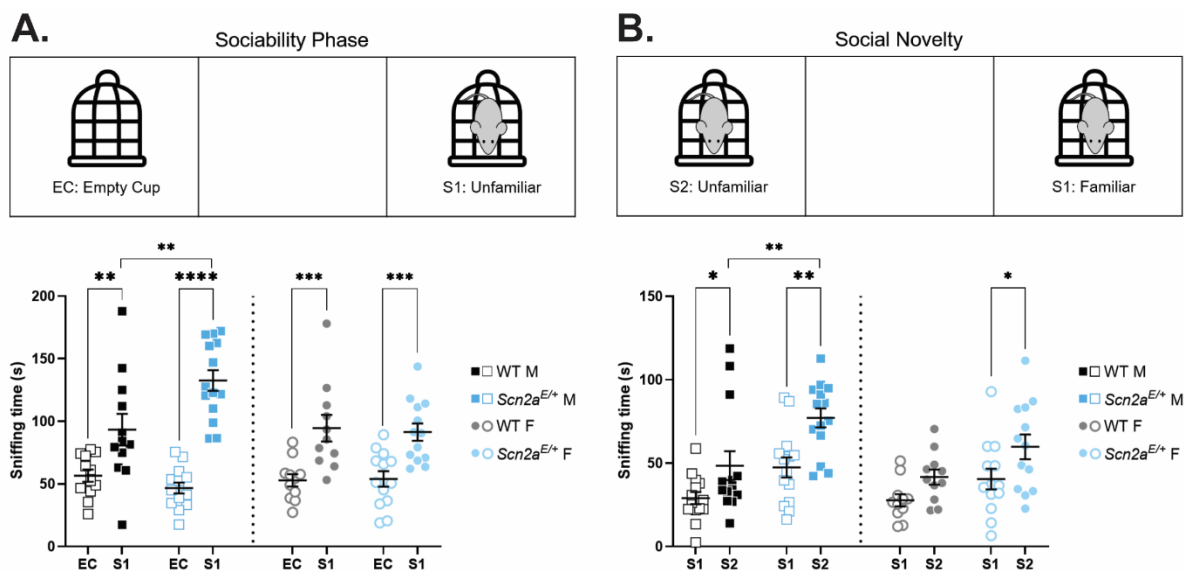 A.
Sociability Phase
EC: Empty Cup
S1: Unfamiliar
** 
** **** *** ***
Sniffing time (s)
200
150
100
50
0
EC S1 EC S1 EC S1 EC S1
WT M
Scn2aE/+ M
WT F
Scn2aE/+ F
B.
Social Novelty
S2: Unfamiliar
S1: Familiar
**
* ** *
Sniffing time (s)
150
100
50
0
S1 S2 S1 S2 S1 S2 S1 S2
WT M
Scn2aE/+ M
WT F
Scn2aE/+ F